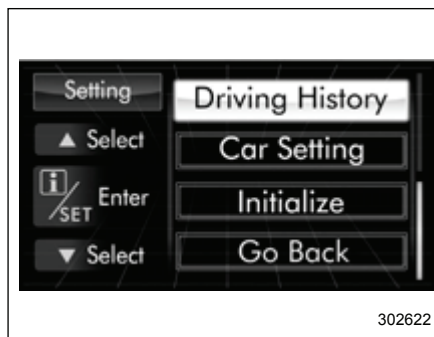 Setting
Driving History
▲ Select
Car Setting
i/SET Enter
Initialize
▼ Select
Go Back
302622